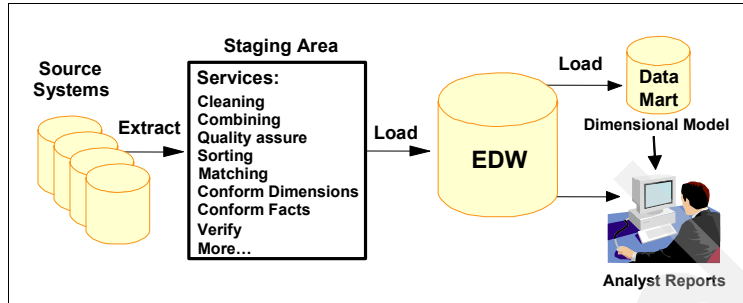 Source
Systems
Extract
Staging Area
Services:
Cleaning
Combining
Quality assure
Sorting
Matching
Conform Dimensions
Conform Facts
Verify
More...
Load
EDW
Load
Data
Mart
Dimensional Model
Analyst Reports